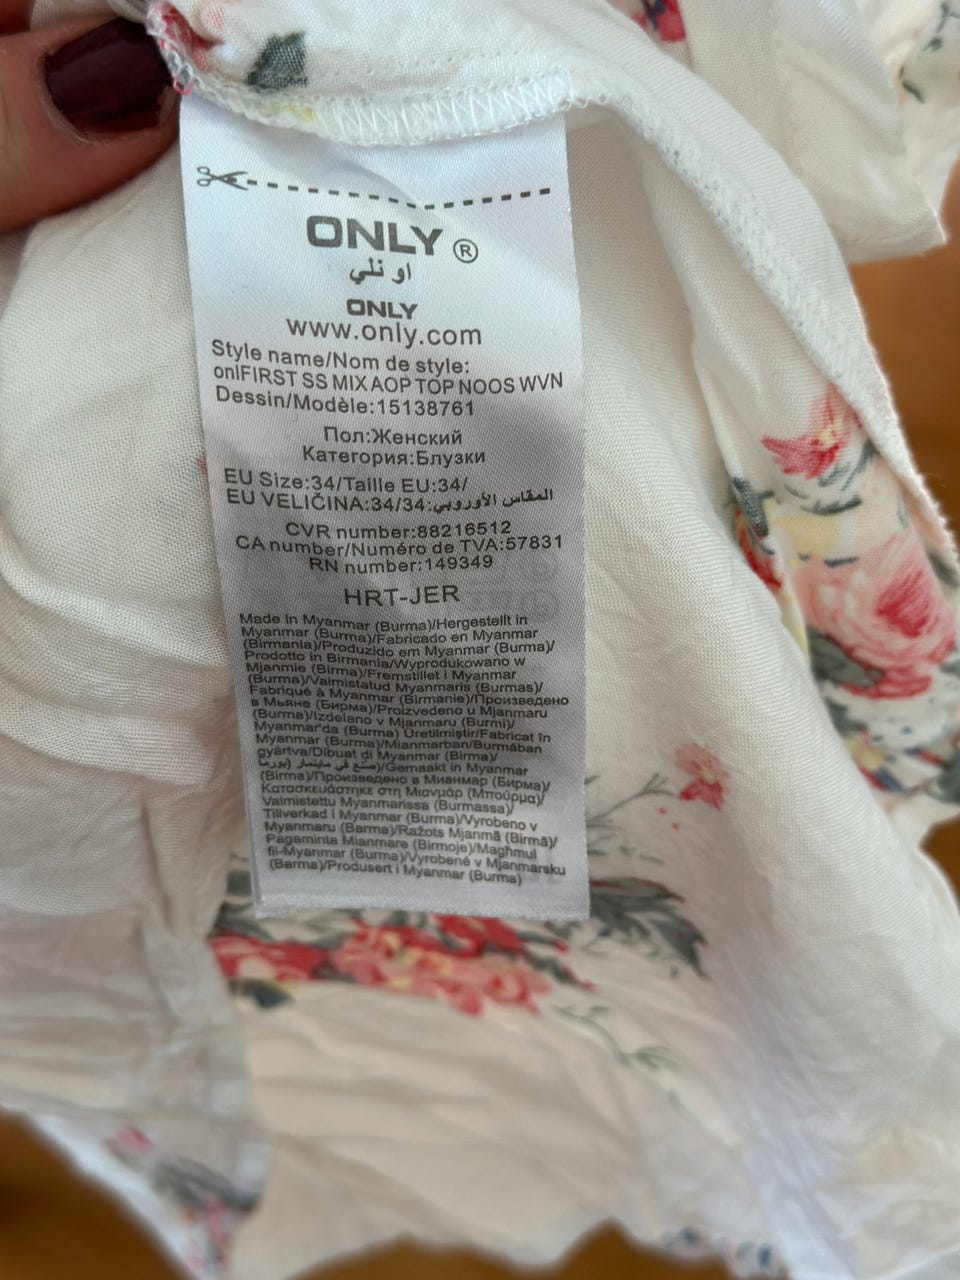 ONLY ®
او نلي
ONLY
www.only.com
Style name/Nom de style:
onlFIRST SS MIX AOP TOP NOOS WVN
Dessin/Modèle:15138761
Пол:Женский
Категория:Блузки
EU Size:34/Taille EU:34/
EU VELIČINA:34/34:المقاس الأوروبي
CVR number:88216512
CA number/Numéro de TVA:57831
RN number:149349
HRT-JER
Made in Myanmar (Burma)/Hergestellt in
Myanmar (Burma)/Fabricado en Myanmar
(Birmania)/Produzido em Myanmar (Burma)/
Prodotto in Birmania/Wyprodukowano w
Mjanmie (Birma)/Fremstillet i Myanmar
(Burma)/Valmistatud Myanmaris (Burmas)/
Fabriqué à Myanmar (Birmanie)/Произведено
в Мьяне (Бирма)/Proizvedeno u Mjanmaru
(Burma)/Izdelano v Mjanmaru (Burmi)/
Myanmar'da (Burma) Üretilmiştir/Fabricat în
Myanmar (Burma)/Mianmarban/Burmában
gyártva/Dibuat di Myanmar (Birma)/
صنع في ماينمار (بورما)/Gemaakt in Myanmar
(Birma)/Произведено в Мианмар (Бирма)/
Κατασκευάστηκε στη Μιανμάρ (Μπούρμα)/
Valmistettu Myanmarissa (Burmassa)/
Tillverkad i Myanmar (Burma)/Vyrobeno v
Myanmaru (Barma)/Ražots Mjanmā (Birmā)/
Pagaminta Mianmare (Birmoje)/Magħmul
fil-Myanmar (Burma)/Vyrobené v Mjanmarsku
(Barma)/Produsert i Myanmar (Burma)